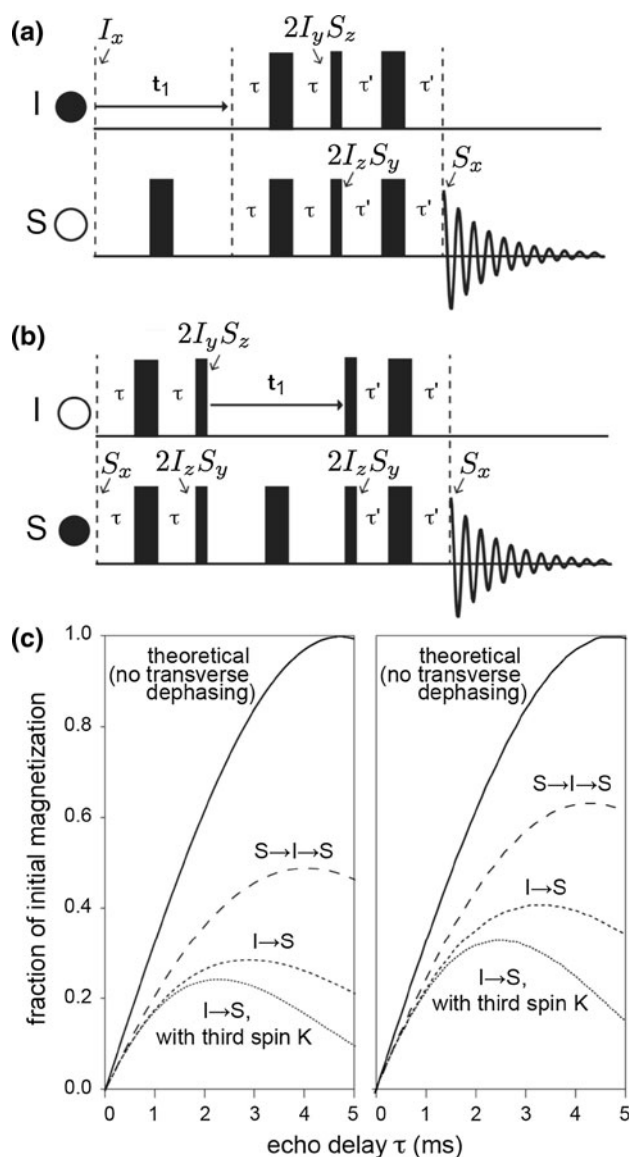 (a)
I_x
2I_yS_z
t₁
τ τ τ' τ'
I
2I_zS_y
S_x
τ τ τ' τ'
S
(b)
2I_yS_z
t₁
τ τ τ' τ'
I
S_x 2I_zS_y 2I_zS_y S_x
τ τ τ' τ'
S
(c)
1.0
0.8
0.6
0.4
0.2
0.0
fraction of initial magnetization
theoretical
(no transverse
dephasing)
S→I→S
I→S
I→S,
with third spin K
0 1 2 3 4 5
theoretical
(no transverse
dephasing)
S→I→S
I→S
I→S,
with third spin K
0 1 2 3 4 5
echo delay τ (ms)